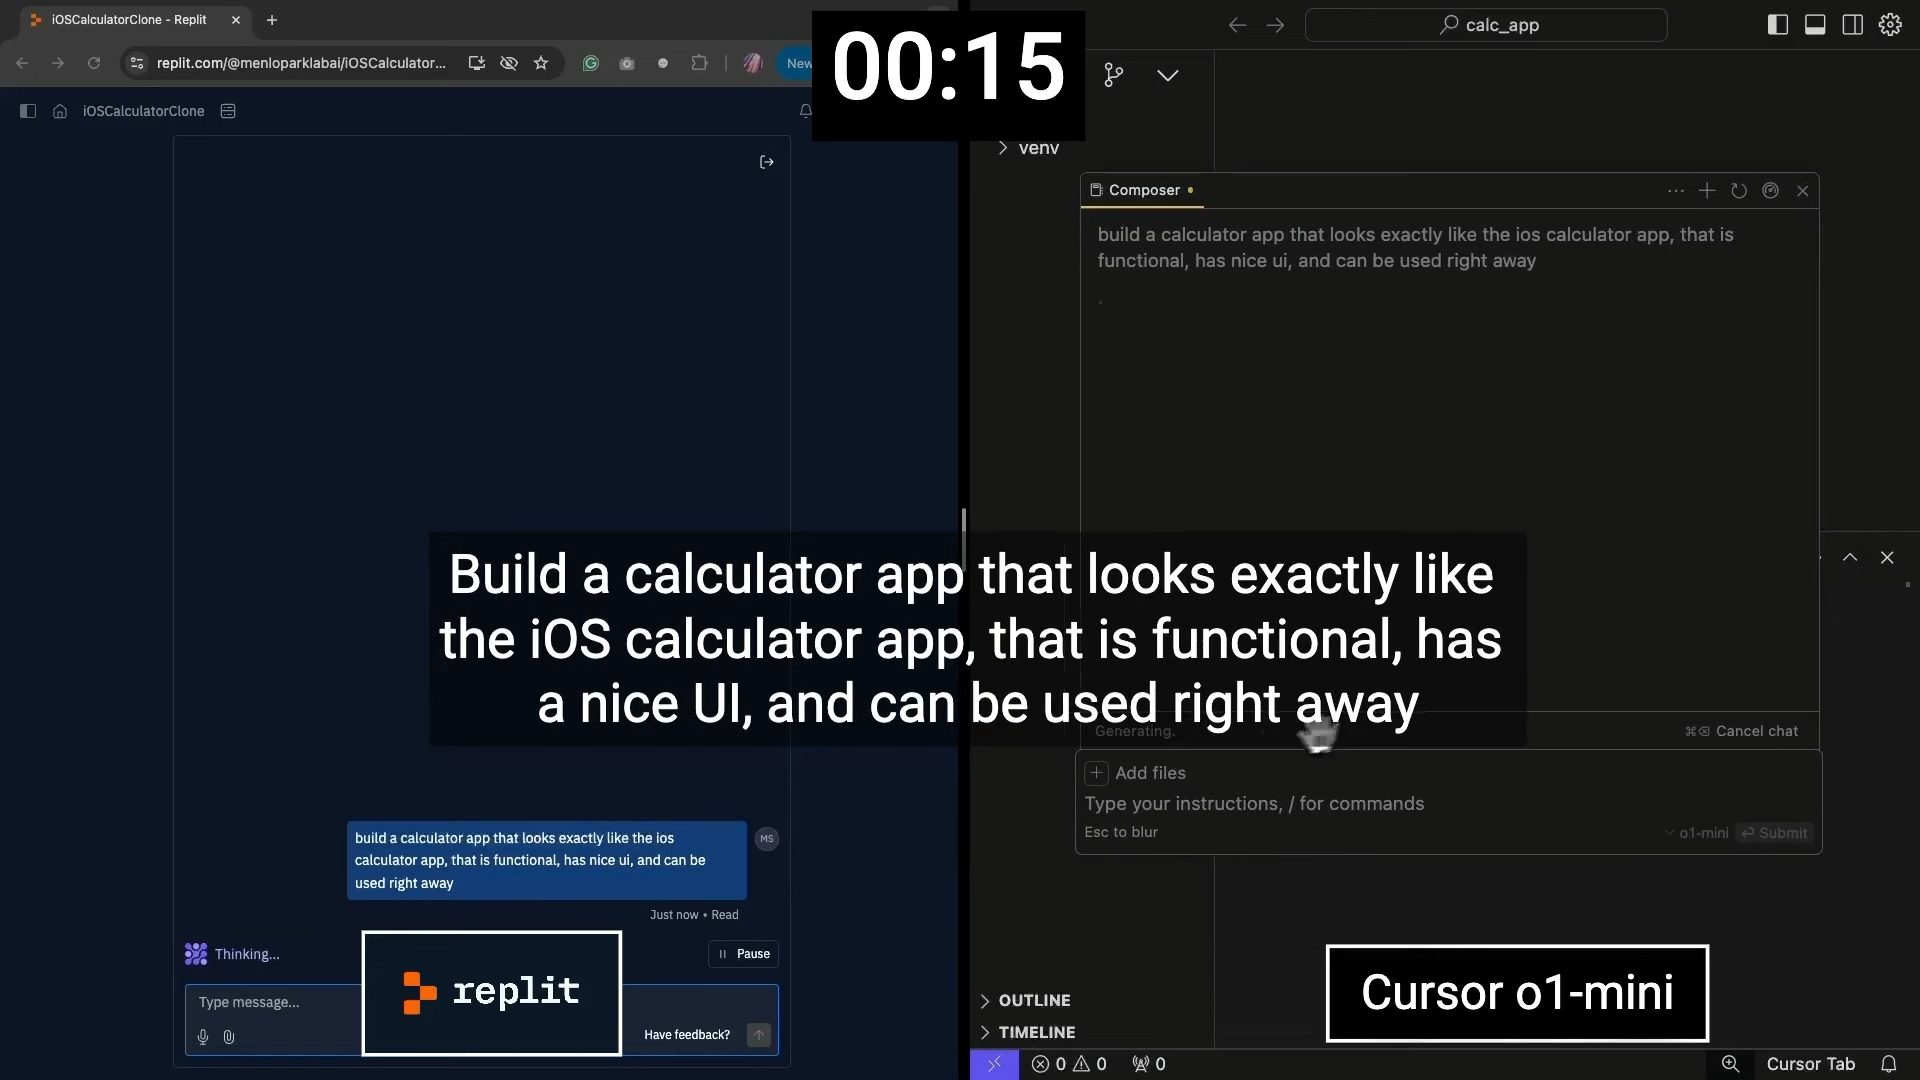 iOSCalculatorClone - Replit
replit.com/@menloparklabai/iOSCalculator...
New
iOSCalculatorClone
00:15
calc_app
venv
Composer
build a calculator app that looks exactly like the ios calculator app, that is
functional, has nice ui, and can be used right away
Build a calculator app that looks exactly like
the iOS calculator app, that is functional, has
a nice UI, and can be used right away
Generating.
Cancel chat
Add files
Type your instructions, / for commands
Esc to blur
o1-mini
Submit
build a calculator app that looks exactly like the ios
calculator app, that is functional, has nice ui, and can be
used right away
MS
Just now • Read
Thinking...
Pause
Type message...
Have feedback?
replit
Cursor o1-mini
OUTLINE
TIMELINE
0 0 0
Cursor Tab